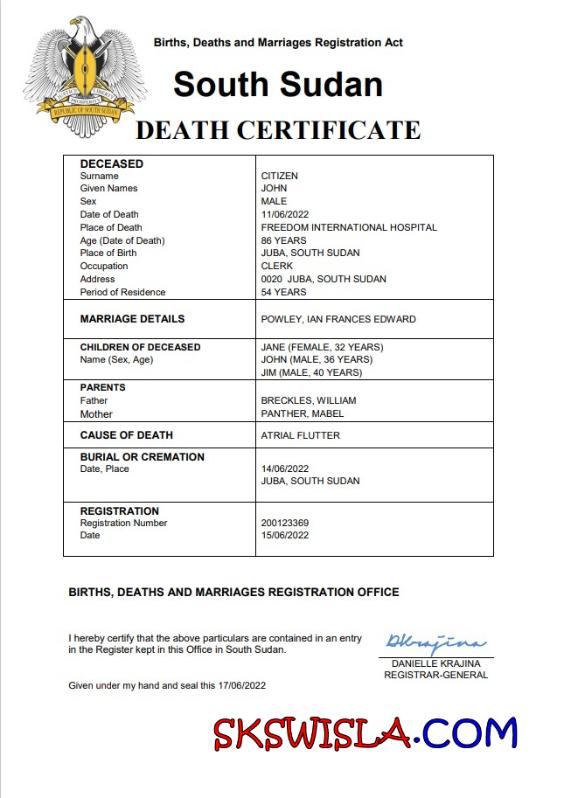 Births, Deaths and Marriages Registration Act
South Sudan
DEATH CERTIFICATE
REPUBLIC OF SOUTH SUDAN
DECEASED
Surname CITIZEN
Given Names JOHN
Sex MALE
Date of Death 11/06/2022
Place of Death FREEDOM INTERNATIONAL HOSPITAL
Age (Date of Death) 86 YEARS
Place of Birth JUBA, SOUTH SUDAN
Occupation CLERK
Address 0020 JUBA, SOUTH SUDAN
Period of Residence 54 YEARS
MARRIAGE DETAILS POWLEY, IAN FRANCES EDWARD
CHILDREN OF DECEASED JANE (FEMALE, 32 YEARS)
Name (Sex, Age) JOHN (MALE, 36 YEARS)
JIM (MALE, 40 YEARS)
PARENTS
Father BRECKLES, WILLIAM
Mother PANTHER, MABEL
CAUSE OF DEATH ATRIAL FLUTTER
BURIAL OR CREMATION
Date, Place 14/06/2022
JUBA, SOUTH SUDAN
REGISTRATION
Registration Number 200123369
Date 15/06/2022
BIRTHS, DEATHS AND MARRIAGES REGISTRATION OFFICE
I hereby certify that the above particulars are contained in an entry
in the Register kept in this Office in South Sudan.
DKrajina
DANIELLE KRAJINA
REGISTRAR-GENERAL
Given under my hand and seal this 17/06/2022
SKSWISLA.COM